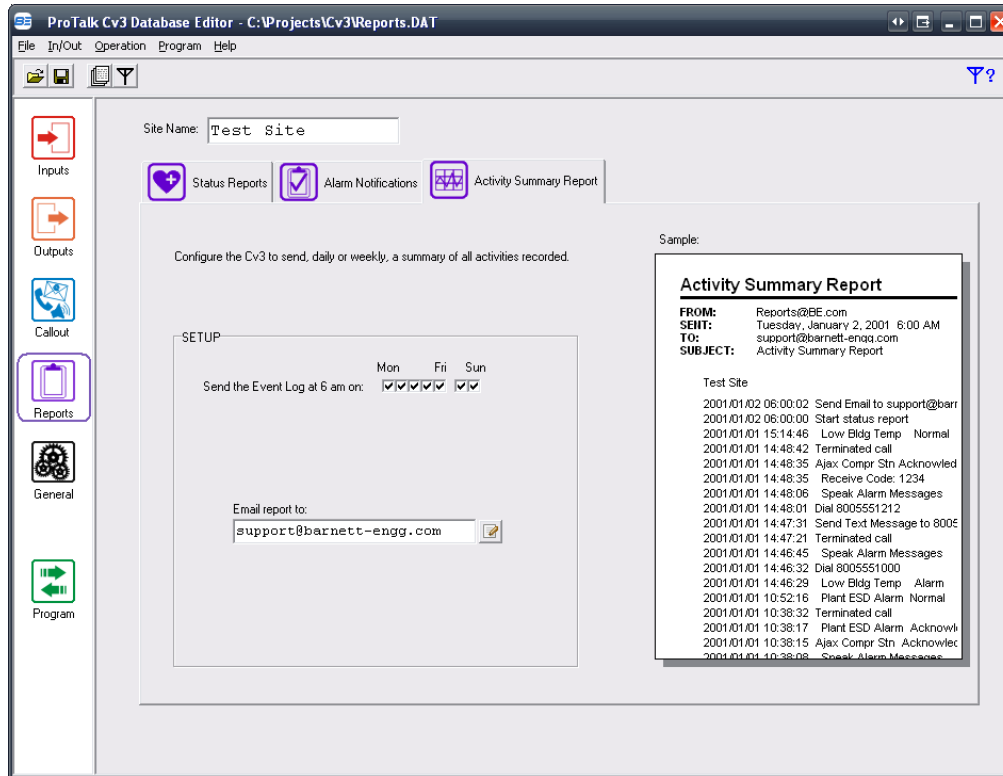 ProTalk Cv3 Database Editor - C:\Projects\Cv3\Reports.DAT
File In/Out Operation Program Help
?
Site Name: Test Site
Inputs
Outputs
Callout
Reports
General
Program
Status Reports
Alarm Notifications
Activity Summary Report
Configure the Cv3 to send, daily or weekly, a summary of all activities recorded.
SETUP
Mon Fri Sun
Send the Event Log at 6 am on:
Email report to:
support@barnett-engg.com
Sample:
Activity Summary Report
FROM: Reports@BE.com
SENT: Tuesday, January 2, 2001 6:00 AM
TO: support@barnett-engg.com
SUBJECT: Activity Summary Report
Test Site
2001/01/02 06:00:02 Send Email to support@barr
2001/01/02 06:00:00 Start status report
2001/01/01 15:14:46 Low Bldg Temp Normal
2001/01/01 14:48:42 Terminated call
2001/01/01 14:48:35 Ajax Compr Stn Acknowled
2001/01/01 14:48:35 Receive Code: 1234
2001/01/01 14:48:06 Speak Alarm Messages
2001/01/01 14:48:01 Dial 8005551212
2001/01/01 14:47:31 Send Text Message to 8005
2001/01/01 14:47:21 Terminated call
2001/01/01 14:46:45 Speak Alarm Messages
2001/01/01 14:46:32 Dial 8005551000
2001/01/01 14:46:29 Low Bldg Temp Alarm
2001/01/01 10:52:16 Plant ESD Alarm Normal
2001/01/01 10:38:32 Terminated call
2001/01/01 10:38:17 Plant ESD Alarm Acknowl
2001/01/01 10:38:15 Ajax Compr Stn Acknowled
2001/01/01 10:38:08 Speak Alarm Messages